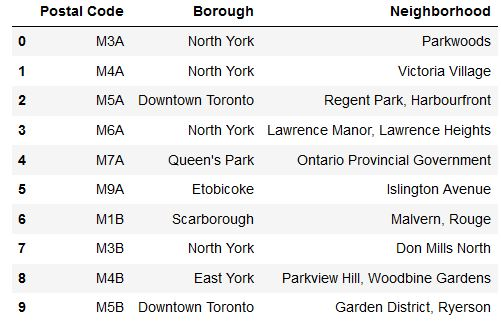 Postal Code Borough Neighborhood
0 M3A North York Parkwoods
1 M4A North York Victoria Village
2 M5A Downtown Toronto Regent Park, Harbourfront
3 M6A North York Lawrence Manor, Lawrence Heights
4 M7A Queen's Park Ontario Provincial Government
5 M9A Etobicoke Islington Avenue
6 M1B Scarborough Malvern, Rouge
7 M3B North York Don Mills North
8 M4B East York Parkview Hill, Woodbine Gardens
9 M5B Downtown Toronto Garden District, Ryerson